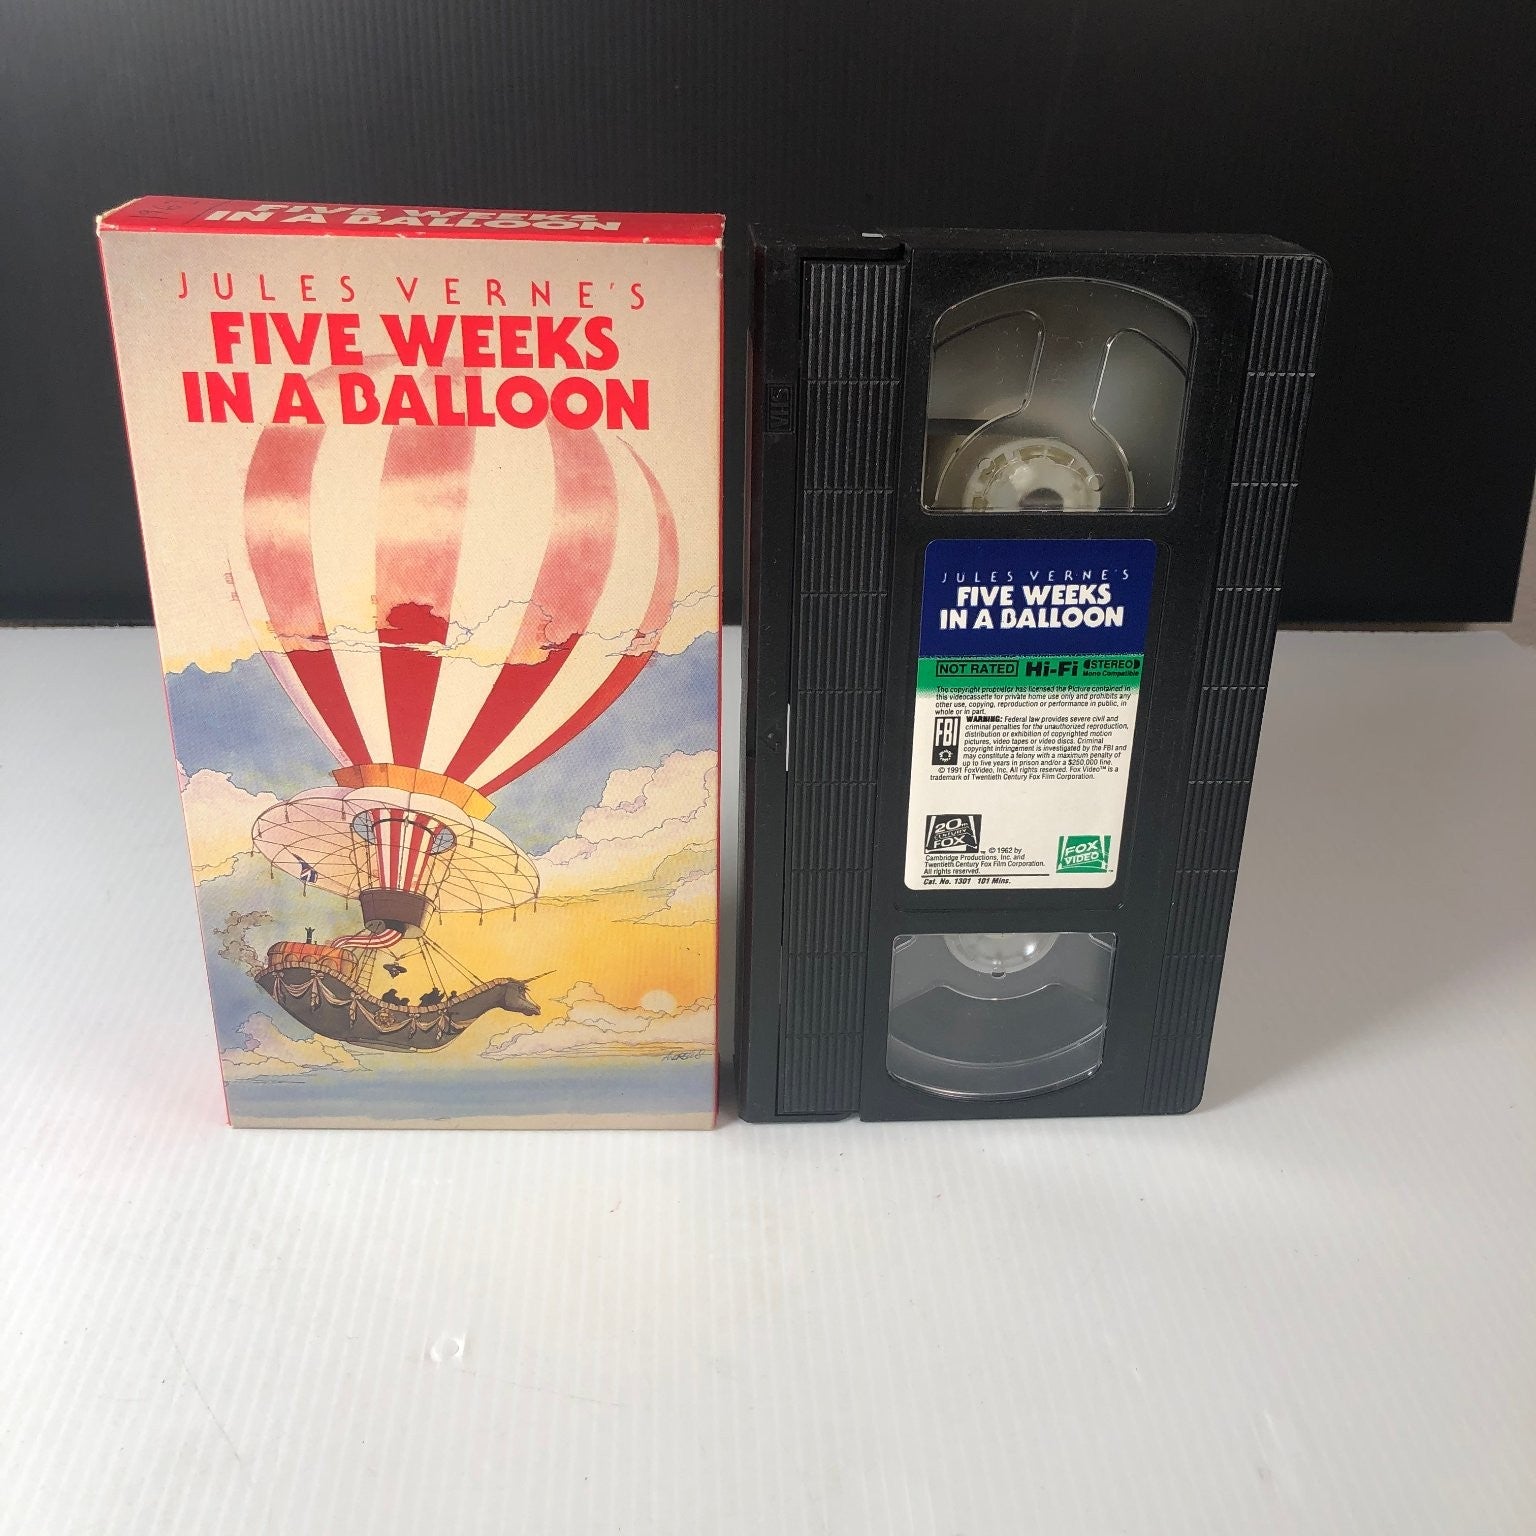 FIVE WEEKS
IN A BALLOON
JULES VERNE'S
FIVE WEEKS
IN A BALLOON
VHS
JULES VERNE'S
FIVE WEEKS
IN A BALLOON
NOT RATED Hi-Fi STEREO
Mono Compatible
The copyright proprietor has licensed the Picture contained in
this videocassette for private home use only and prohibits any
other use, copying, reproduction or performance in public, in
whole or in part.
FBI
WARNING: Federal law provides severe civil and
criminal penalties for the unauthorized reproduction,
distribution or exhibition of copyrighted motion
pictures, video tapes or video discs. Criminal
copyright infringement is investigated by the FBI and
may constitute a felony with a maximum penalty of
up to five years in prison and/or a $250,000 fine.
© 1991 FoxVideo, Inc. All rights reserved. Fox Video™ is a
trademark of Twentieth Century Fox Film Corporation.
20th
CENTURY
FOX
™ © 1962 by
Cambridge Productions, Inc. and
Twentieth Century Fox Film Corporation.
All rights reserved.
Cat. No. 1301 101 Mins.
FOX
VIDEO
™